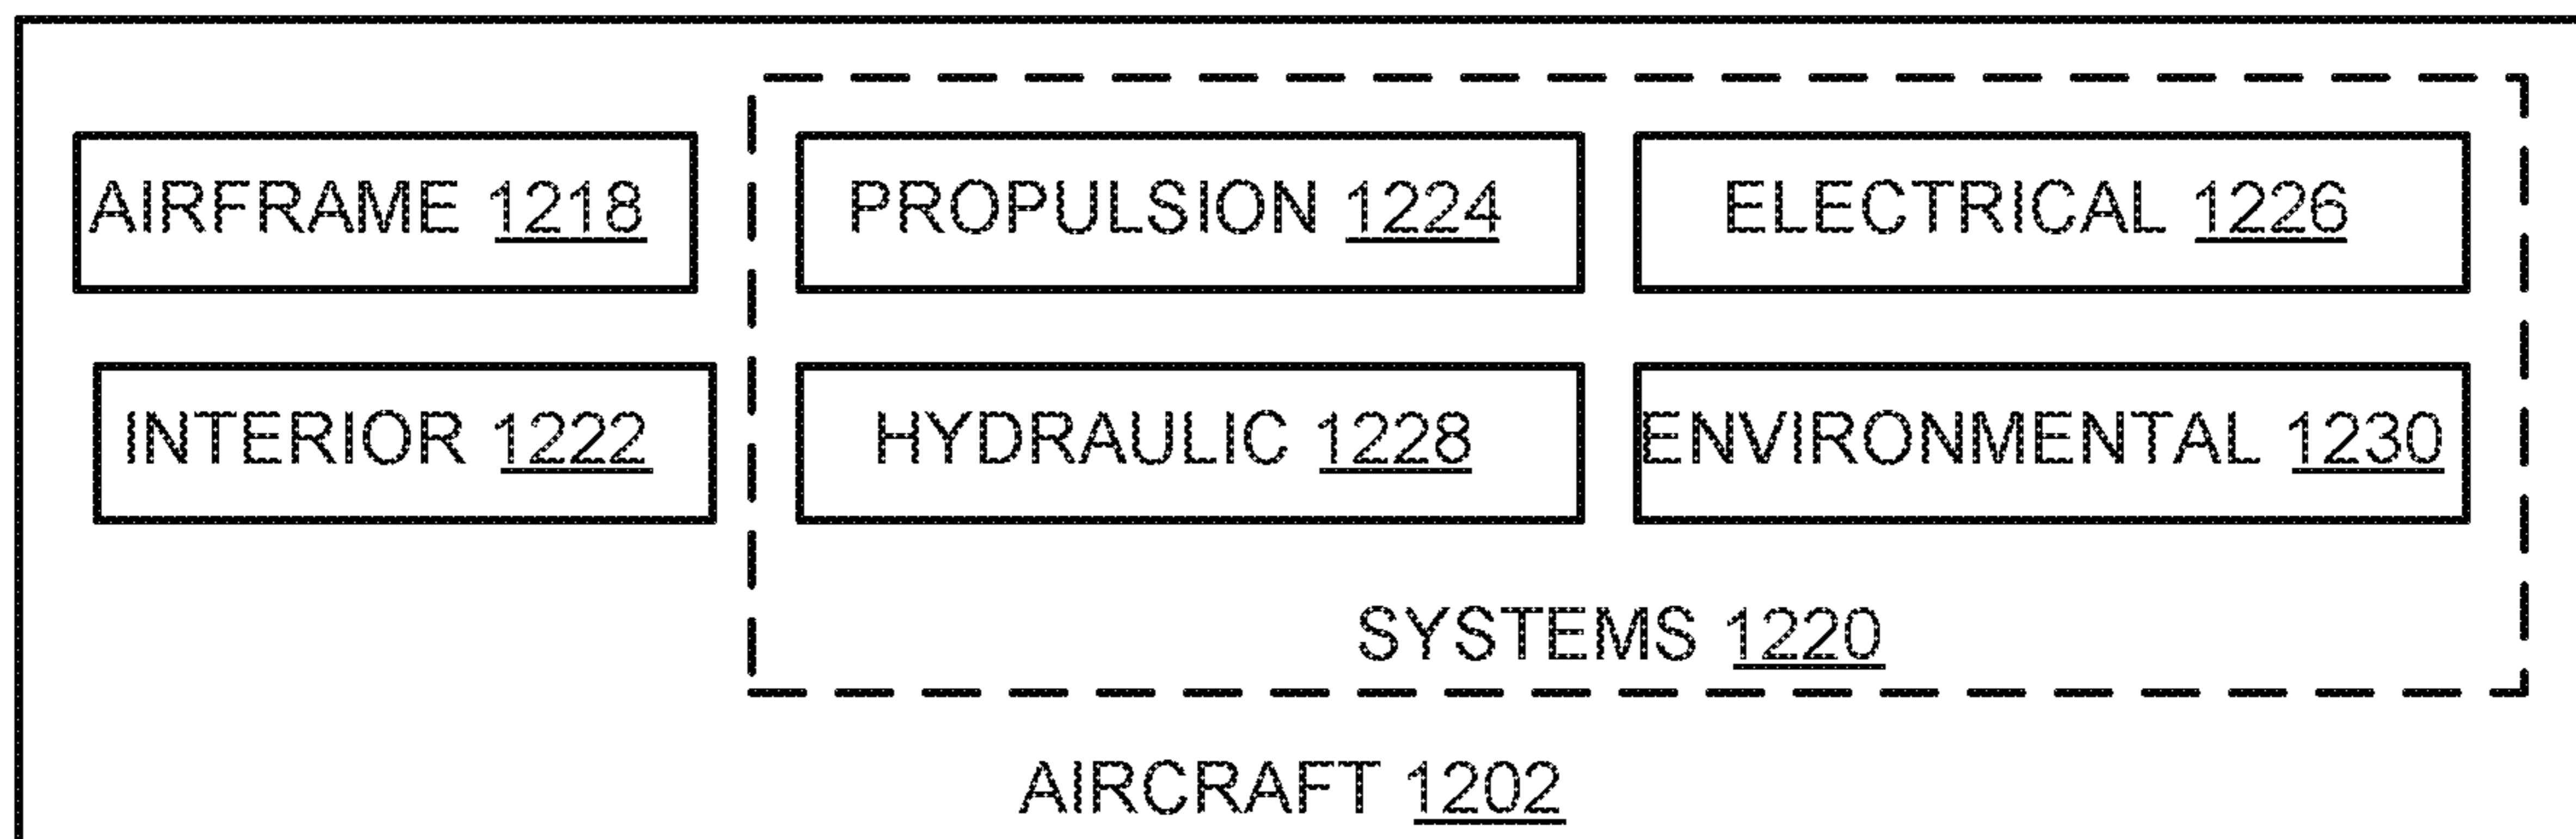 AIRFRAME 1218
PROPULSION 1224
ELECTRICAL 1226
INTERIOR 1222
HYDRAULIC 1228
ENVIRONMENTAL 1230
SYSTEMS 1220
AIRCRAFT 1202